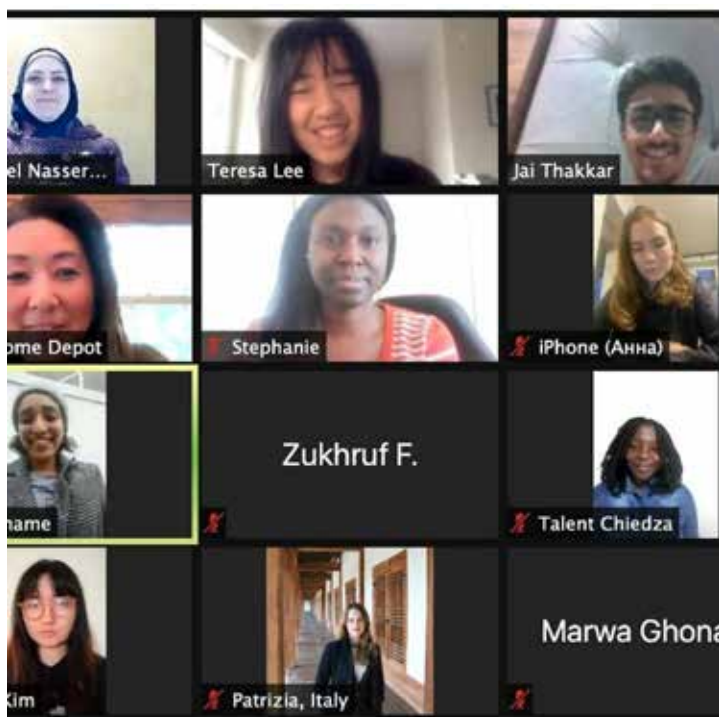 el Nasser...
Teresa Lee
Jai Thakkar
ome Depot
Stephanie
iPhone (Анна)
name
Zukhruf F.
Talent Chiedza
Kim
Patrizia, Italy
Marwa Ghona